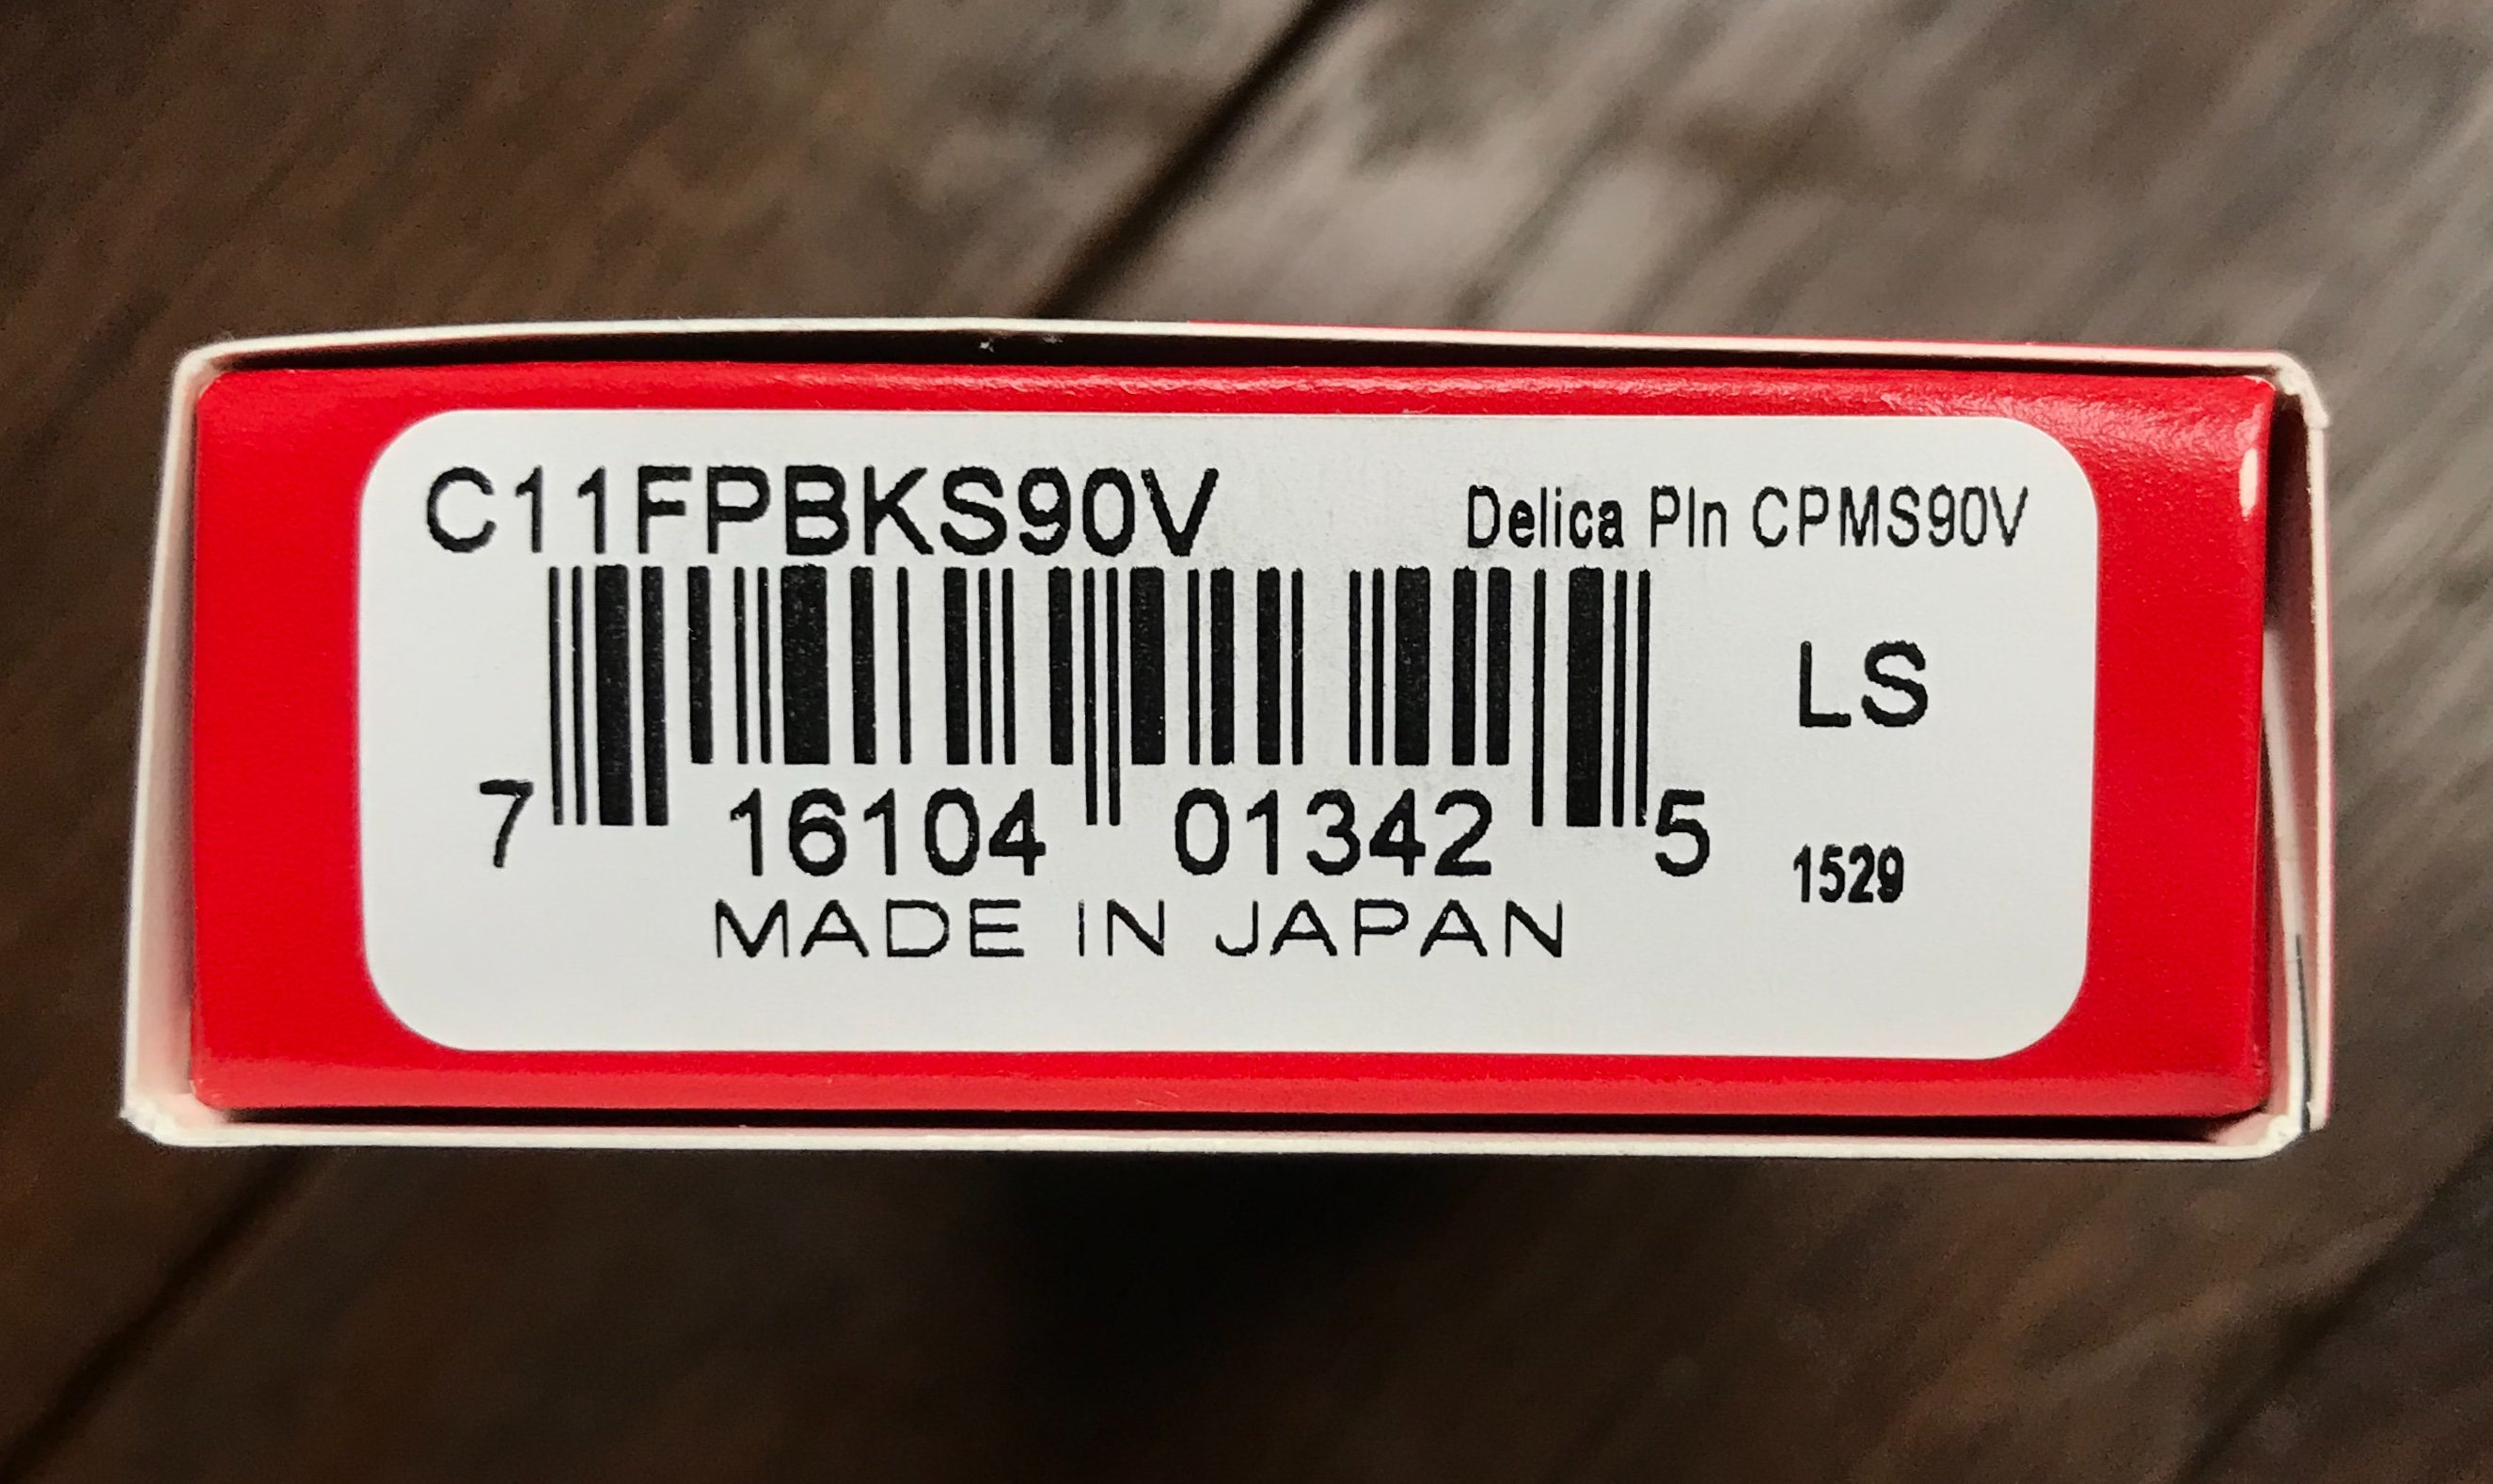 C11FPBKS90V Delica Pln CPMS90V
LS
7 16104 01342 5
1529
MADE IN JAPAN